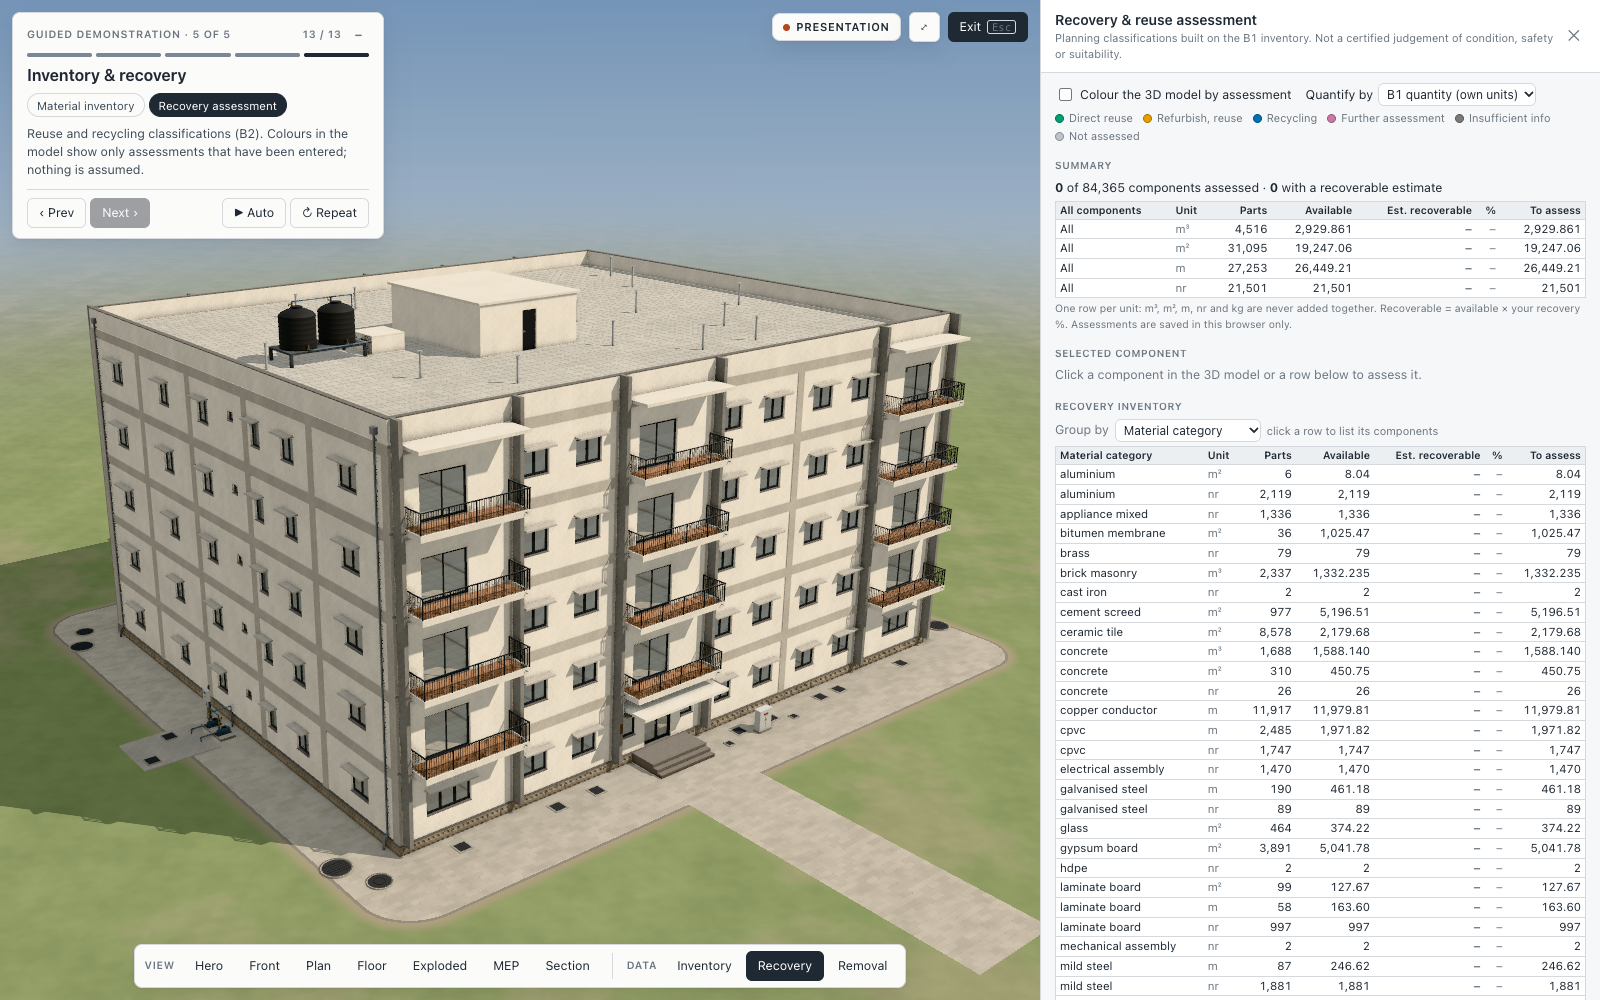 GUIDED DEMONSTRATION · 5 OF 5 13 / 13 –
Inventory & recovery
Material inventory Recovery assessment
Reuse and recycling classifications (B2). Colours in the
model show only assessments that have been entered;
nothing is assumed.
‹ Prev Next › ▶ Auto ↻ Repeat
PRESENTATION
Exit Esc
VIEW Hero Front Plan Floor Exploded MEP Section DATA Inventory Recovery Removal
Recovery & reuse assessment
Planning classifications built on the B1 inventory. Not a certified judgement of condition, safety
or suitability.
Colour the 3D model by assessment Quantify by B1 quantity (own units)
Direct reuse Refurbish, reuse Recycling Further assessment Insufficient info
Not assessed
SUMMARY
0 of 84,365 components assessed · 0 with a recoverable estimate
All components Unit Parts Available Est. recoverable % To assess
All m³ 4,516 2,929.861 – – 2,929.861
All m² 31,095 19,247.06 – – 19,247.06
All m 27,253 26,449.21 – – 26,449.21
All nr 21,501 21,501 – – 21,501
One row per unit: m³, m², m, nr and kg are never added together. Recoverable = available × your recovery
%. Assessments are saved in this browser only.
SELECTED COMPONENT
Click a component in the 3D model or a row below to assess it.
RECOVERY INVENTORY
Group by Material category click a row to list its components
Material category Unit Parts Available Est. recoverable % To assess
aluminium m² 6 8.04 – – 8.04
aluminium nr 2,119 2,119 – – 2,119
appliance mixed nr 1,336 1,336 – – 1,336
bitumen membrane m² 36 1,025.47 – – 1,025.47
brass nr 79 79 – – 79
brick masonry m³ 2,337 1,332.235 – – 1,332.235
cast iron nr 2 2 – – 2
cement screed m² 977 5,196.51 – – 5,196.51
ceramic tile m² 8,578 2,179.68 – – 2,179.68
concrete m³ 1,688 1,588.140 – – 1,588.140
concrete m² 310 450.75 – – 450.75
concrete nr 26 26 – – 26
copper conductor m 11,917 11,979.81 – – 11,979.81
cpvc m 2,485 1,971.82 – – 1,971.82
cpvc nr 1,747 1,747 – – 1,747
electrical assembly nr 1,470 1,470 – – 1,470
galvanised steel m 190 461.18 – – 461.18
galvanised steel nr 89 89 – – 89
glass m² 464 374.22 – – 374.22
gypsum board m² 3,891 5,041.78 – – 5,041.78
hdpe nr 2 2 – – 2
laminate board m² 99 127.67 – – 127.67
laminate board m 58 163.60 – – 163.60
laminate board nr 997 997 – – 997
mechanical assembly nr 2 2 – – 2
mild steel m 87 246.62 – – 246.62
mild steel nr 1,881 1,881 – – 1,881